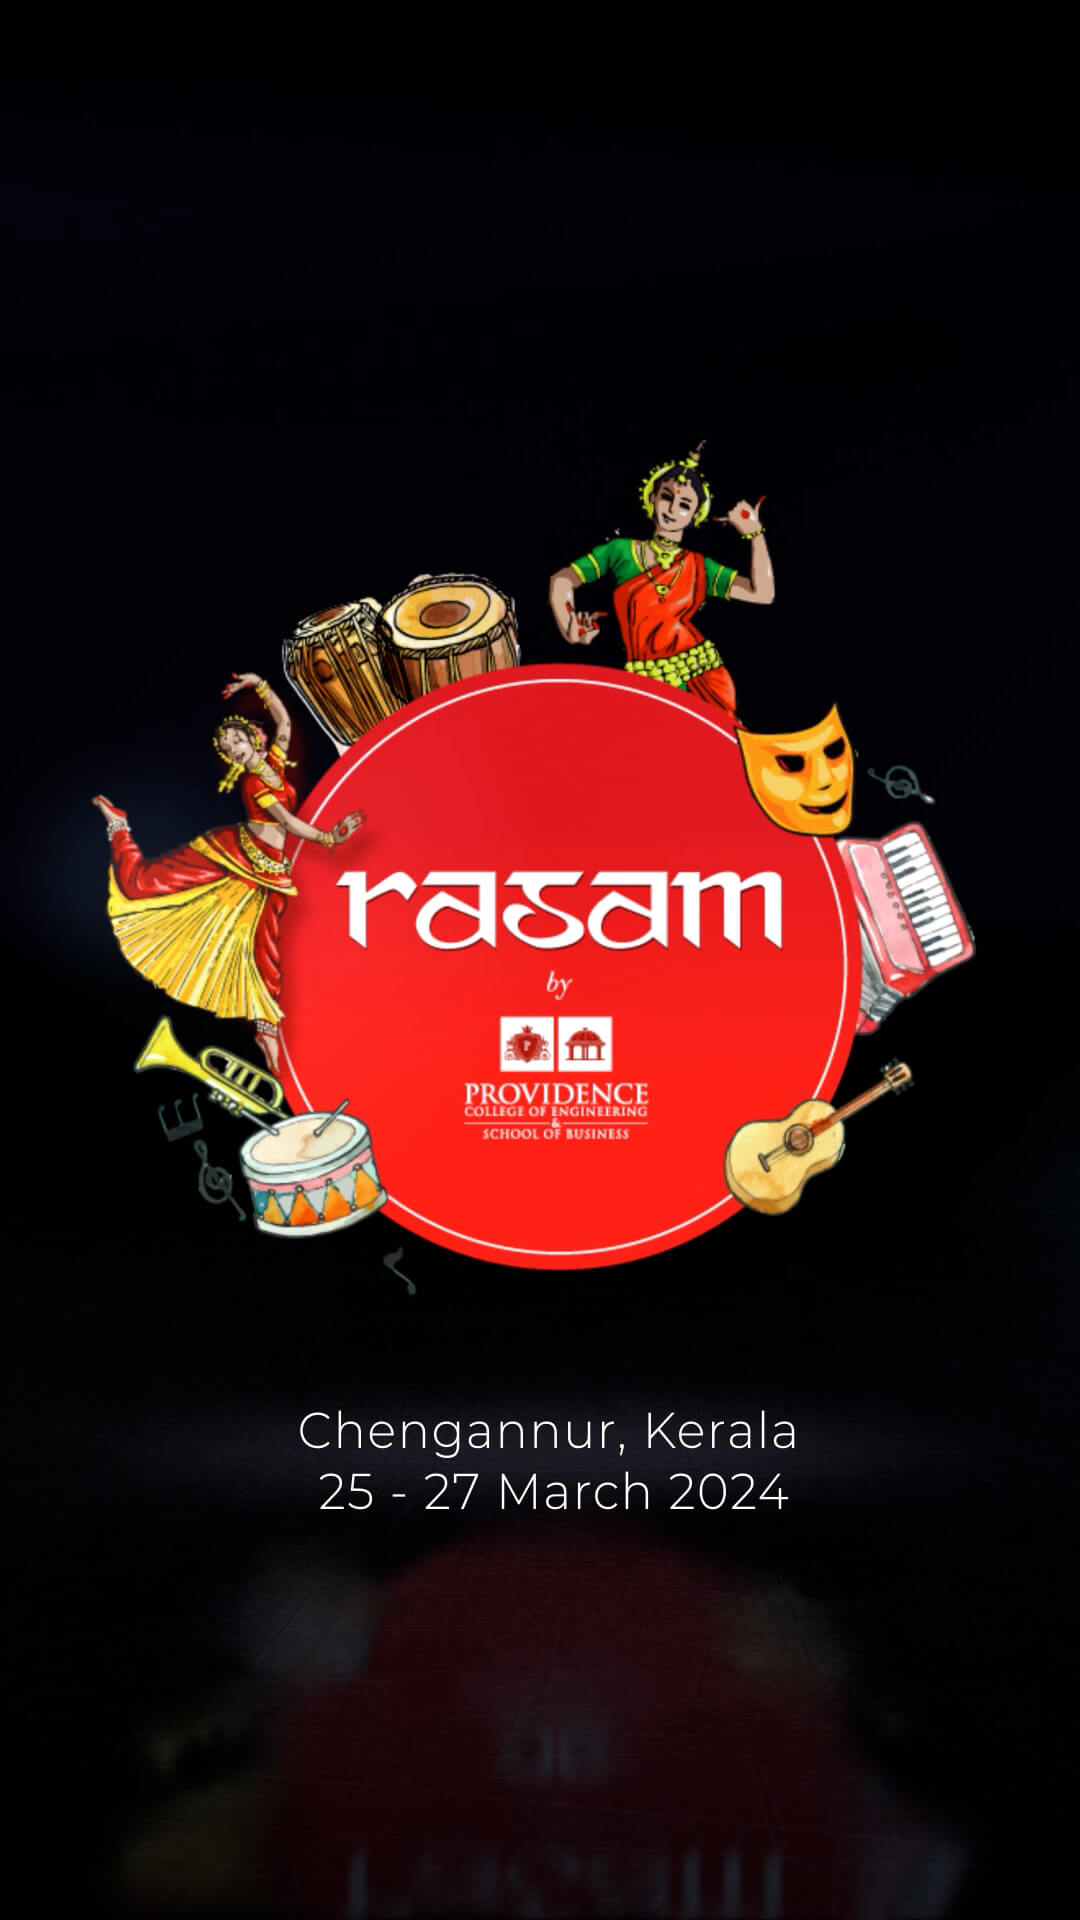 rasam
by
PROVIDENCE
COLLEGE OF ENGINEERING
&
SCHOOL OF BUSINESS
Chengannur, Kerala
25 - 27 March 2024